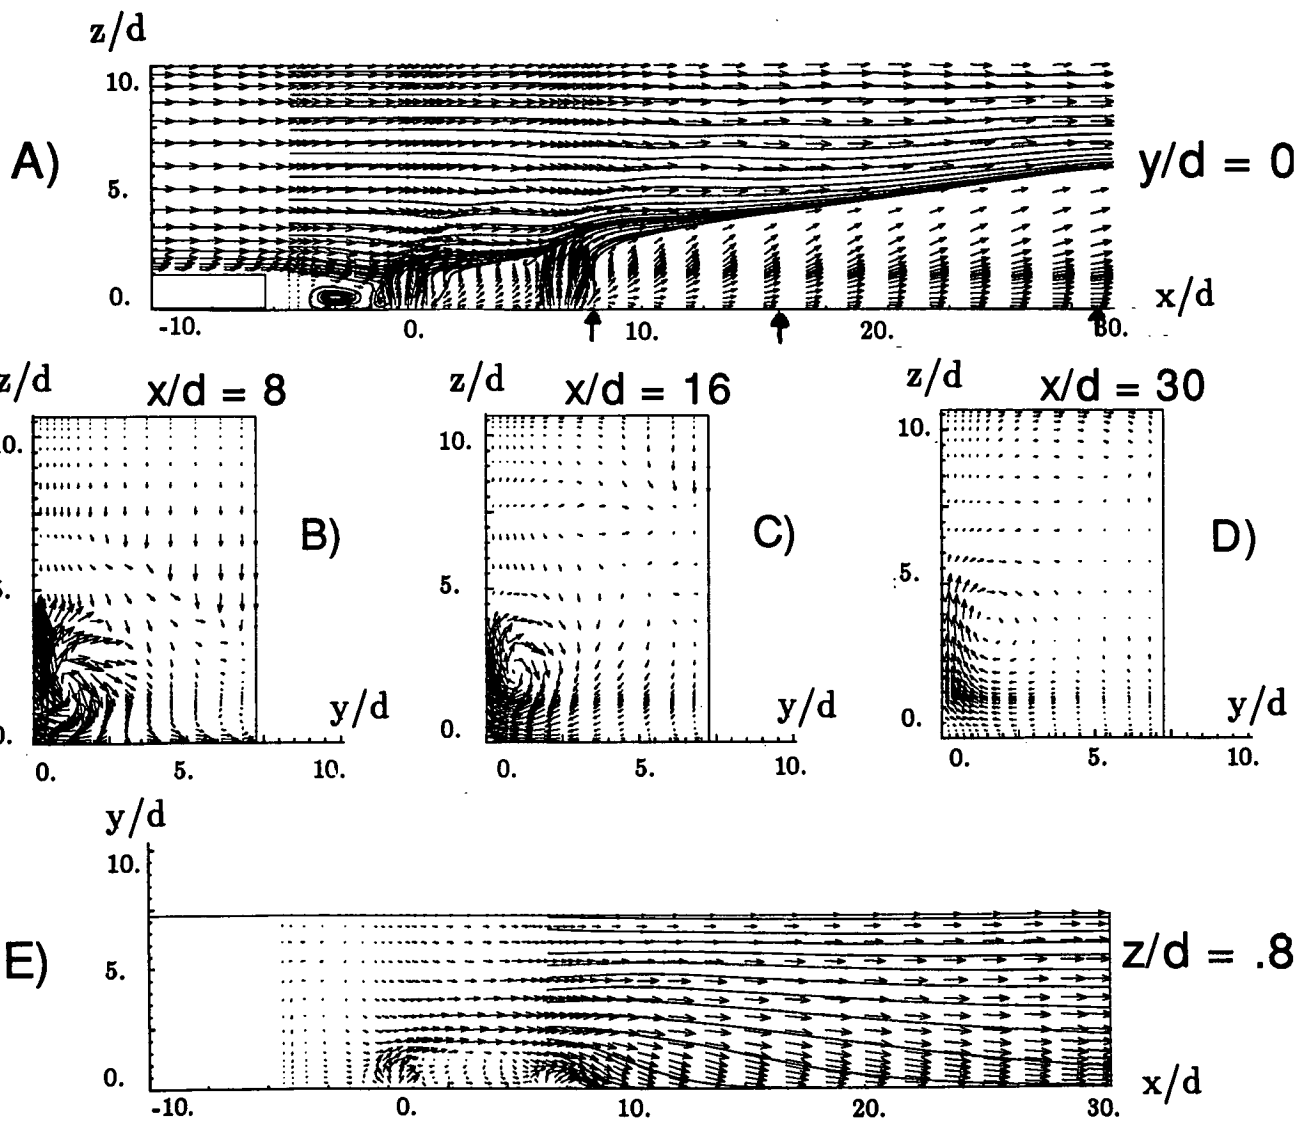 z/d
10.
A)
y/d = 0
5.
0.
x/d
-10. 0. 10. 20. 30.
z/d x/d = 8 z/d x/d = 16 z/d x/d = 30
0. 10. 10.
B) C) D)
5. 5. 5.
y/d y/d y/d
0. 0. 0.
0. 5. 10. 0. 5. 10. 0. 5. 10.
y/d
10.
E)
5.
z/d = .8
0.
x/d
-10. 0. 10. 20. 30.